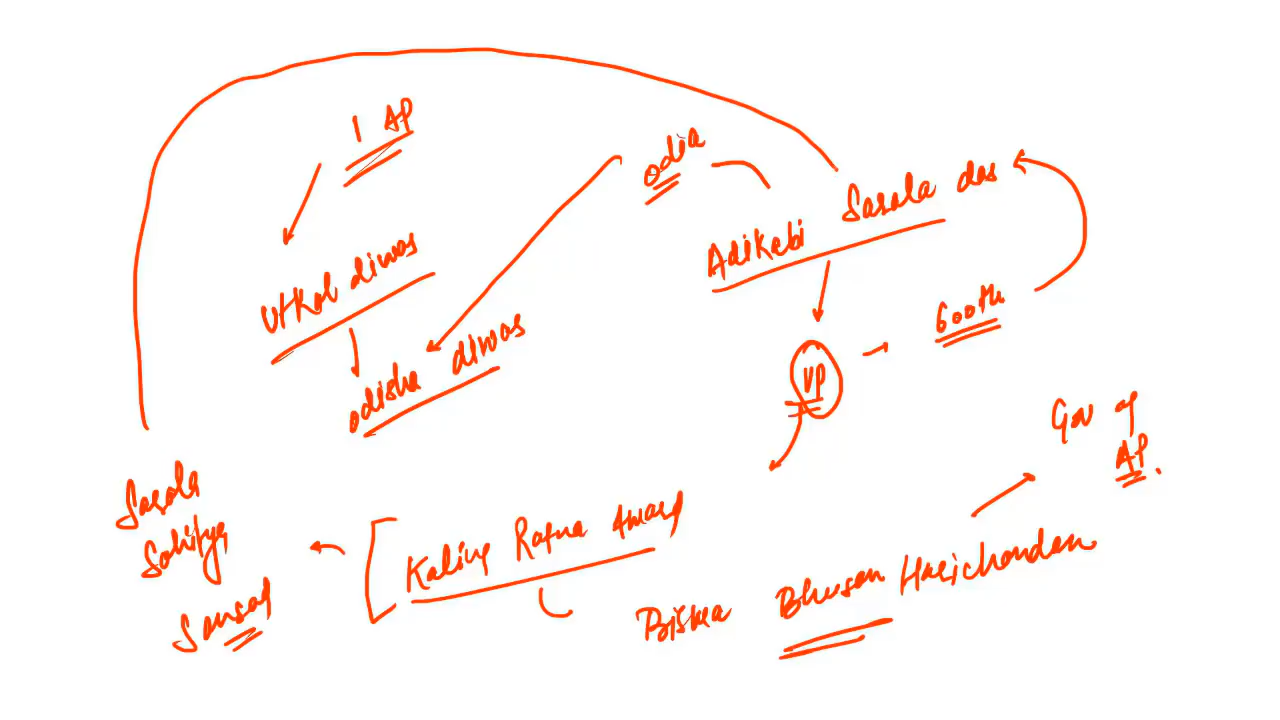 1 AP
odia
Sarala das
Adikabi
Utkal diwas
600th
odisha diwas
VP
Gov of
AP.
Sarala
Sahitya
Sansad
Kaling Ratna Award
Biswa Bhusan Harichandan